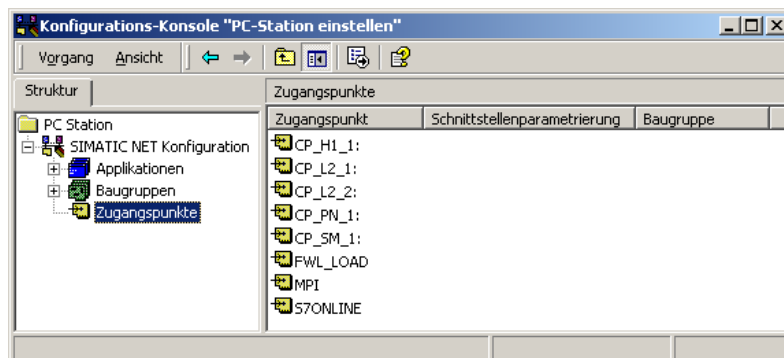 Konfigurations-Konsole "PC-Station einstellen"
Vorgang Ansicht
Struktur
Zugangspunkte
PC Station
SIMATIC NET Konfiguration
Applikationen
Baugruppen
Zugangspunkte
Zugangspunkt Schnittstellenparametrierung Baugruppe
CP_H1_1:
CP_L2_1:
CP_L2_2:
CP_PN_1:
CP_SM_1:
FWL_LOAD
MPI
S7ONLINE